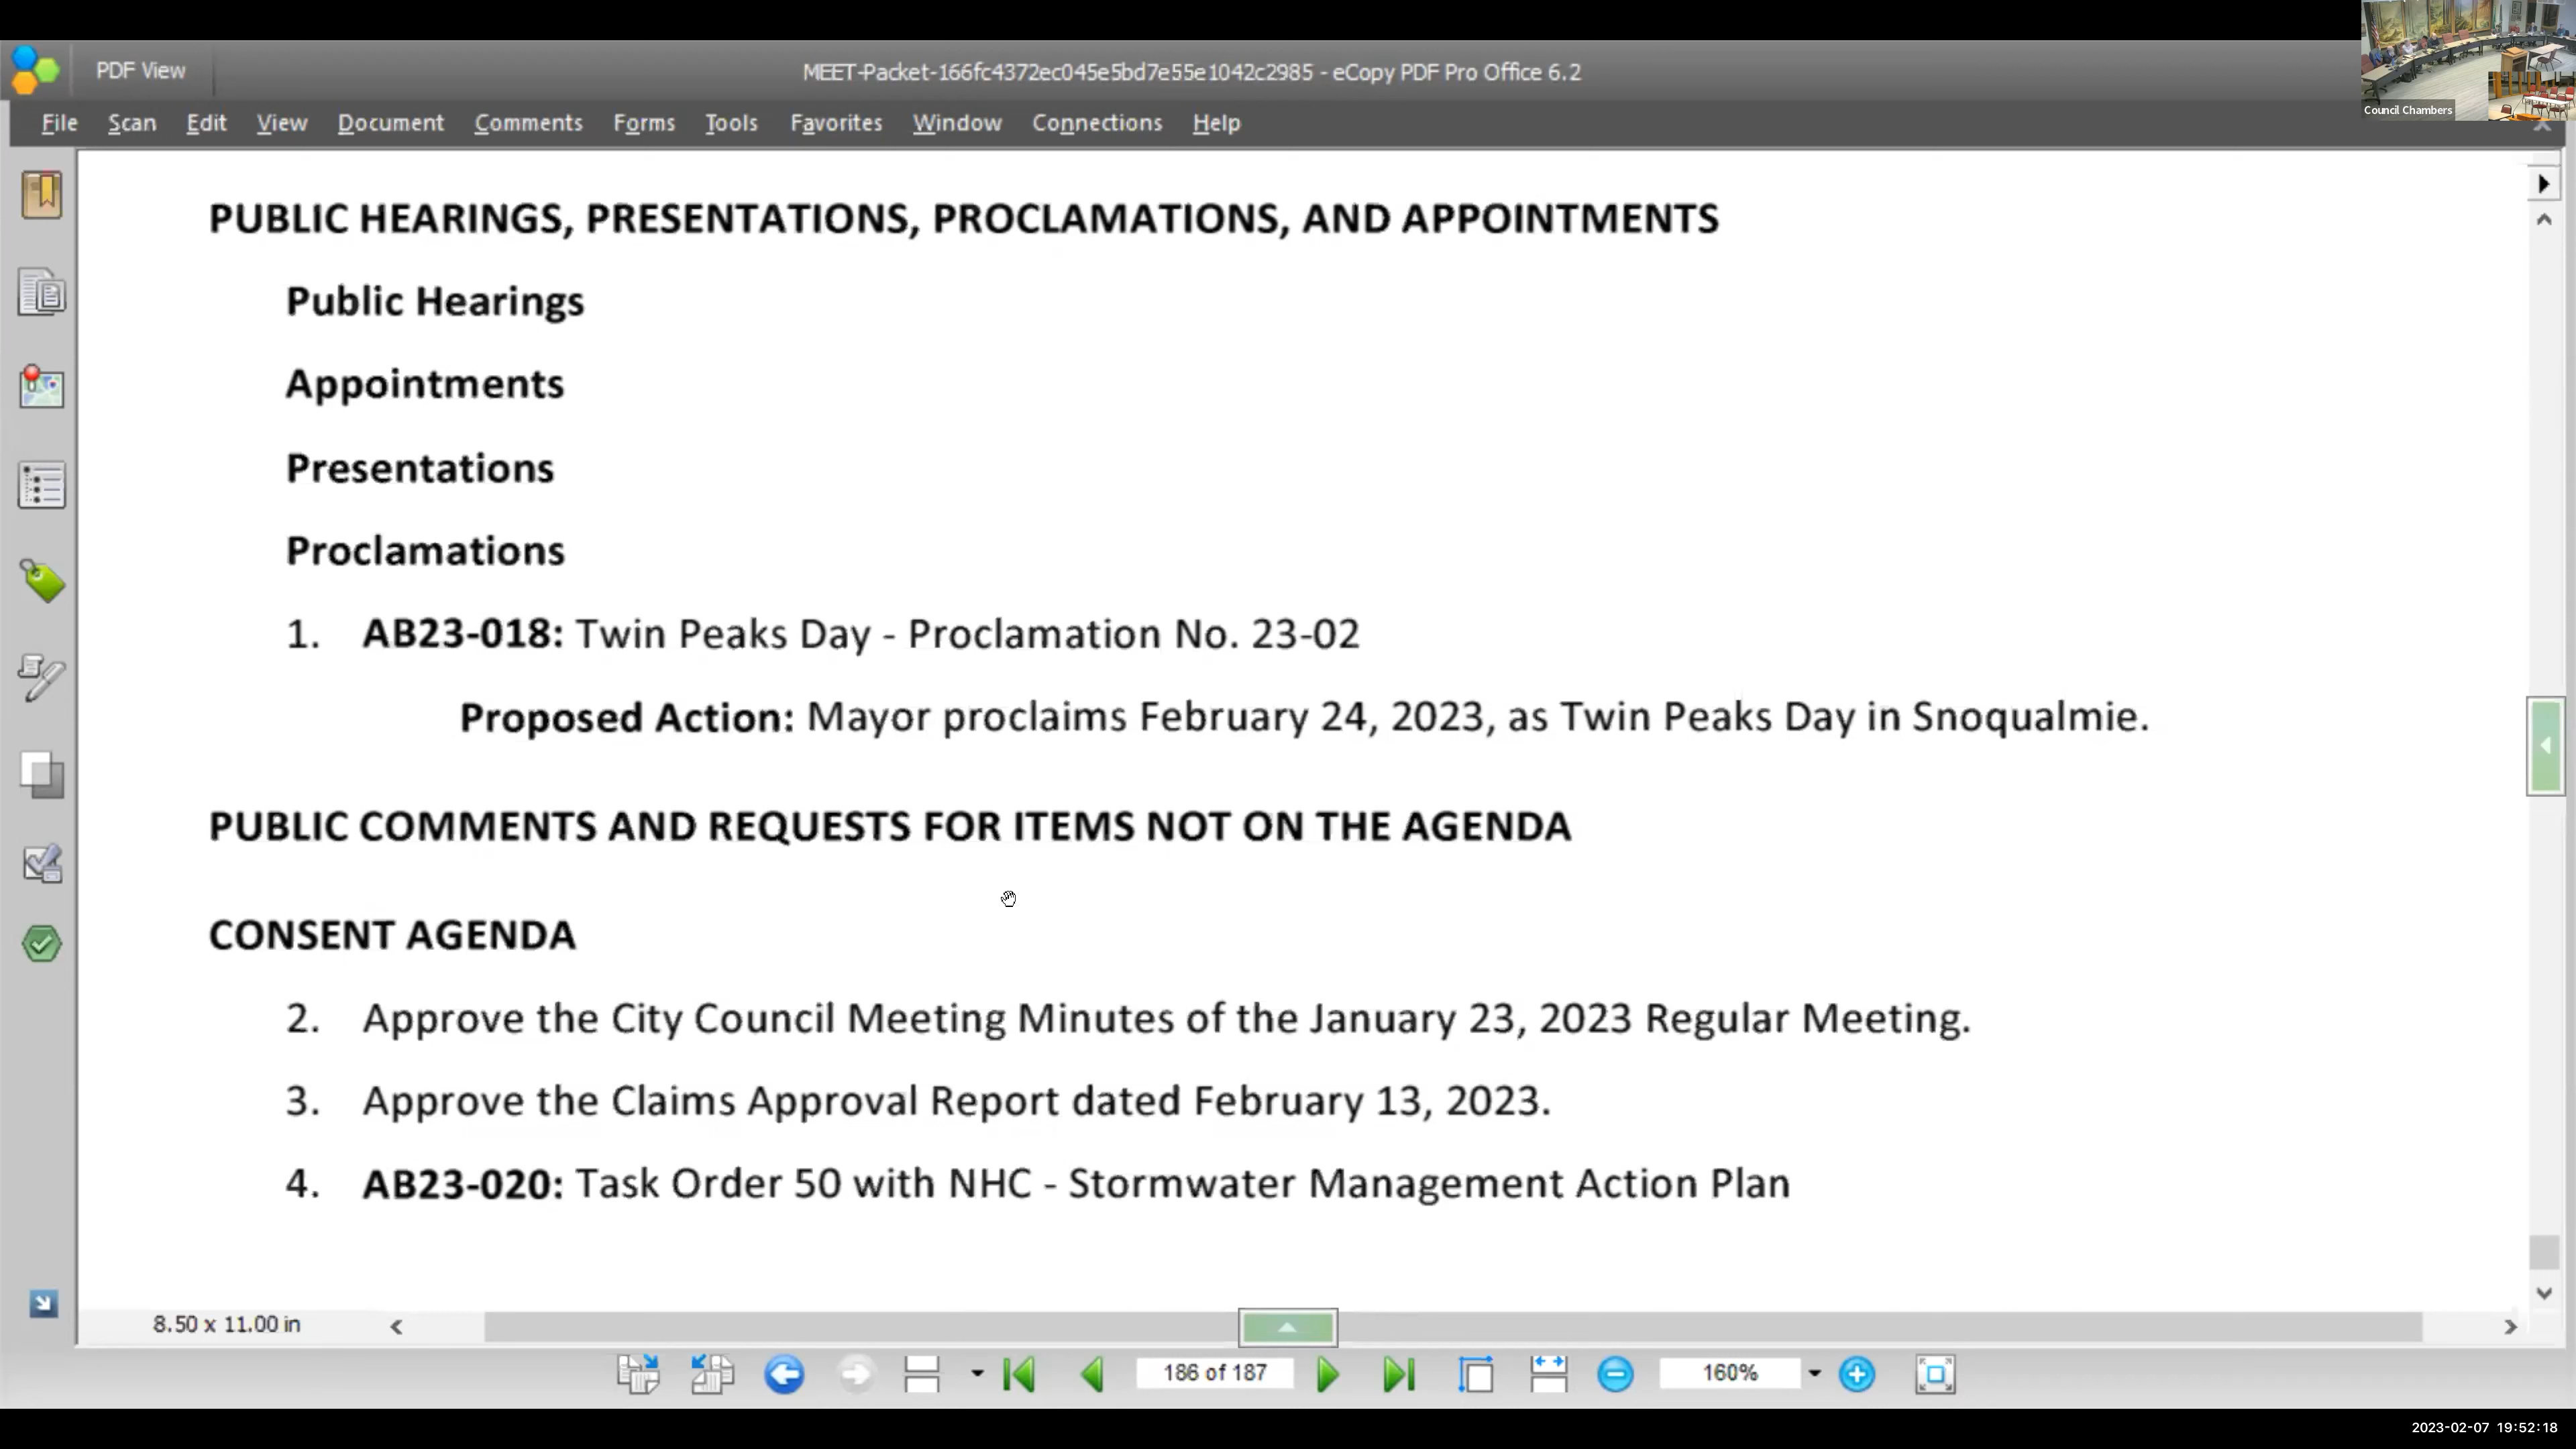 PDF View
MEET-Packet-166fc4372ec045e5bd7e55e1042c2985 - eCopy PDF Pro Office 6.2
Council Chambers
File Scan Edit View Document Comments Forms Tools Favorites Window Connections Help
PUBLIC HEARINGS, PRESENTATIONS, PROCLAMATIONS, AND APPOINTMENTS
Public Hearings
Appointments
Presentations
Proclamations
1. AB23-018: Twin Peaks Day - Proclamation No. 23-02
Proposed Action: Mayor proclaims February 24, 2023, as Twin Peaks Day in Snoqualmie.
PUBLIC COMMENTS AND REQUESTS FOR ITEMS NOT ON THE AGENDA
CONSENT AGENDA
2. Approve the City Council Meeting Minutes of the January 23, 2023 Regular Meeting.
3. Approve the Claims Approval Report dated February 13, 2023.
4. AB23-020: Task Order 50 with NHC - Stormwater Management Action Plan
8.50 x 11.00 in
186 of 187
160%
2023-02-07 19:52:18